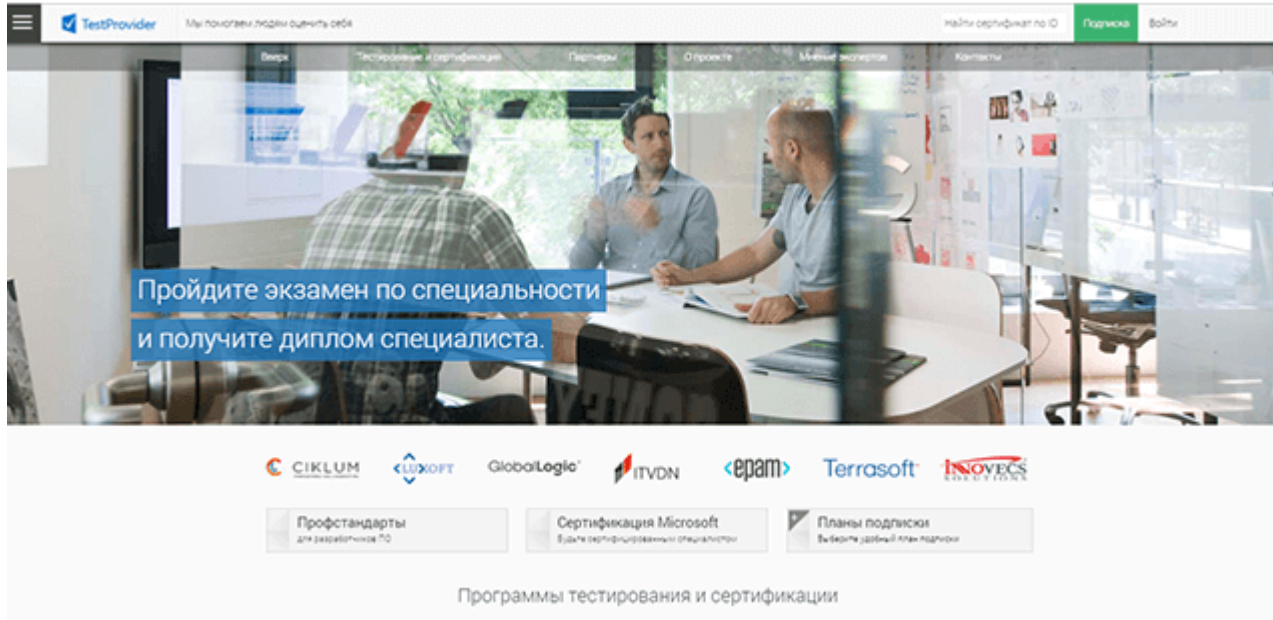 TestProvider
Мы помогаем людям оценить себя
Найти сертификат по ID
Подписка
Войти
Вверх
Тестирование и сертификация
Партнеры
О проекте
Мнение экспертов
Контакты
Пройдите экзамен по специальности
и получите диплом специалиста.
CIKLUM
LUXOFT
GlobalLogic
ITVDN
<epam>
Terrasoft
INNOVECS
SOLUTIONS
Профстандарты
для разработчиков ПО
Сертификация Microsoft
Будьте сертифицированным специалистом
Планы подписки
Выберите удобный план подписки
Программы тестирования и сертификации